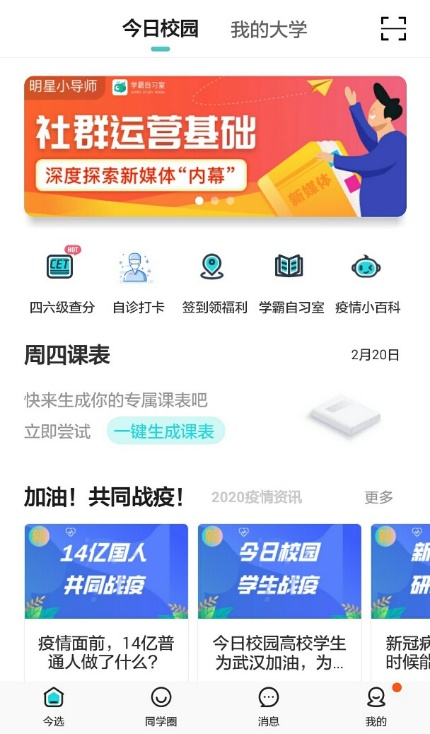 今日校园
我的大学
明星小导师
学霸自习室
社群运营基础
深度探索新媒体“内幕”
新媒体
HOT
CET
四六级查分
自诊打卡
签到领福利
学霸自习室
疫情小百科
周四课表
2月20日
快来生成你的专属课表吧
立即尝试
一键生成课表
加油！共同战疫！
2020疫情资讯
更多
14亿国人
共同战疫
今日校园
学生战疫
新
研
疫情面前，14亿普
通人做了什么？
今日校园高校学生
为武汉加油，为...
新冠病
时候能
今选
同学圈
消息
我的